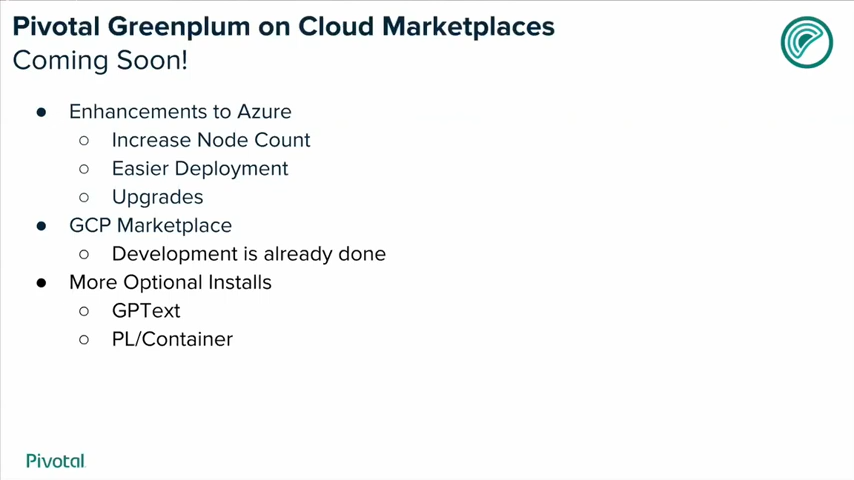 Pivotal Greenplum on Cloud Marketplaces
Coming Soon!
● Enhancements to Azure
○ Increase Node Count
○ Easier Deployment
○ Upgrades
● GCP Marketplace
○ Development is already done
● More Optional Installs
○ GPText
○ PL/Container
Pivotal